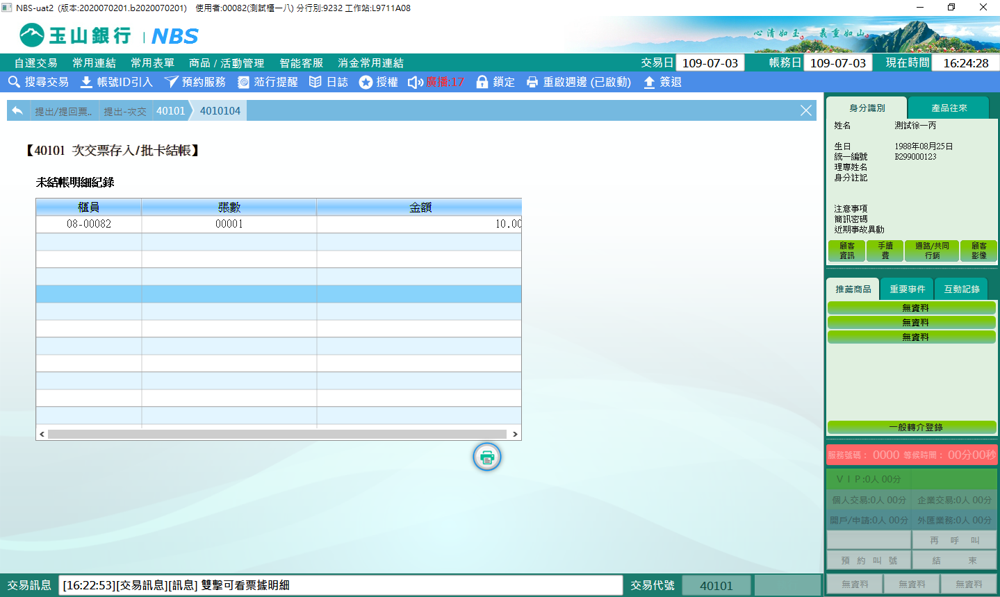 NBS-uat2 (版本:2020070201.b2020070201) 使用者:00082(測試櫃一八) 分行別:9232 工作站:L9711A08
玉山銀行 | NBS
心清如玉。 義重如山。
自選交易 常用連結 常用表單 商品 / 活動管理 智能客服 消金常用連結 交易日 109-07-03 帳務日 109-07-03 現在時間 16:24:28
搜尋交易 帳號ID引入 預約服務 蒞行提醒 日誌 授權 廣播:17 鎖定 重啟週邊 (已啟動) 簽退
提出/提回票.. 提出-次交 40101 4010104
【40101 次交票存入/批卡結帳】
未結帳明細紀錄
櫃員 張數 金額
08-00082 00001 10.00
身分識別 產品往來
姓名 測試徐一丙
生日 1988年08月25日
統一編號 B299000123
理專姓名
身分註記
注意事項
簡訊密碼
近期事故異動
顧客資訊 手續費 通路/共同行銷 顧客影像
推薦商品 重要事件 互動記錄
無資料
無資料
無資料
一般轉介登錄
服務號碼： 0000 等候時間： 00分00秒
ＶＩＰ:0人 00分
個人交易:0人 00分 企業交易:0人 00分
開戶/申請:0人 00分 外匯業務:0人 00分
再 呼 叫
預 約 叫 號 結 束
無資料 無資料 無資料
交易訊息 [16:22:53][交易訊息][訊息] 雙擊可看票據明細 交易代號 40101